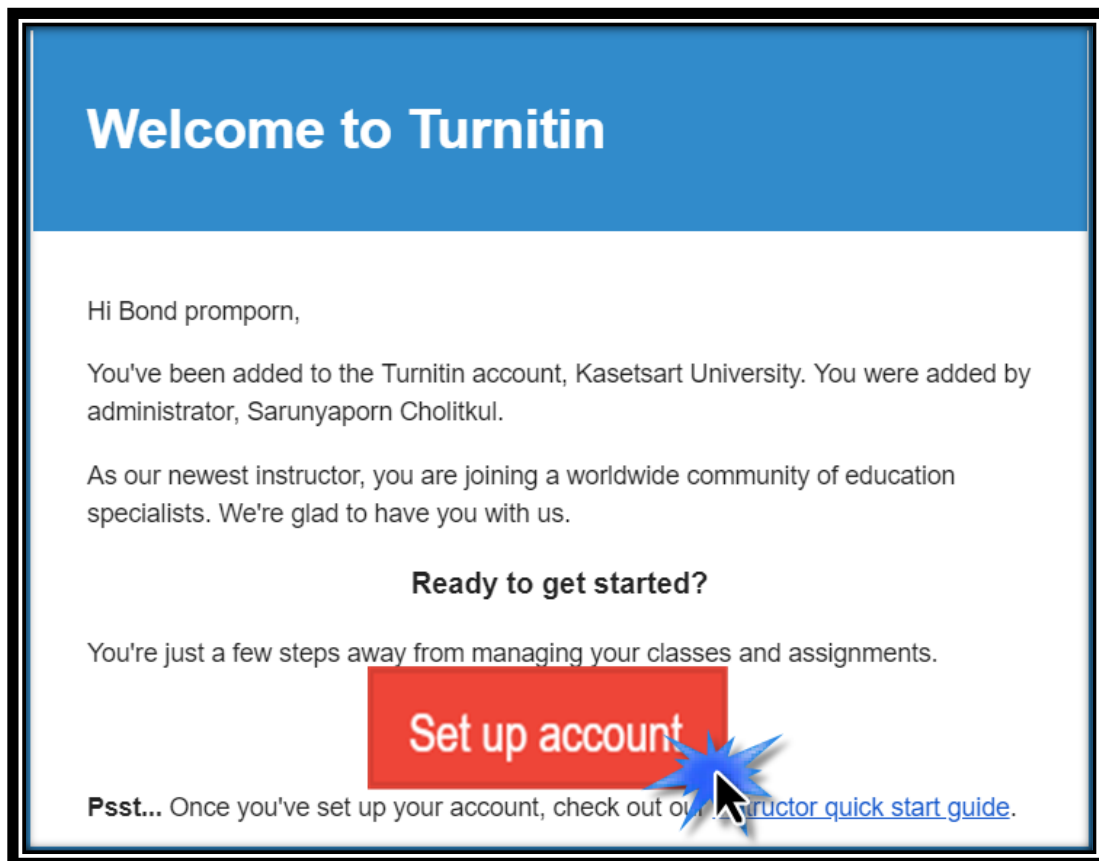 Welcome to Turnitin
Hi Bond promporn,
You've been added to the Turnitin account, Kasetsart University. You were added by
administrator, Sarunyaporn Cholitkul.
As our newest instructor, you are joining a worldwide community of education
specialists. We're glad to have you with us.
Ready to get started?
You're just a few steps away from managing your classes and assignments.
Set up account
Psst... Once you've set up your account, check out quick start guide.